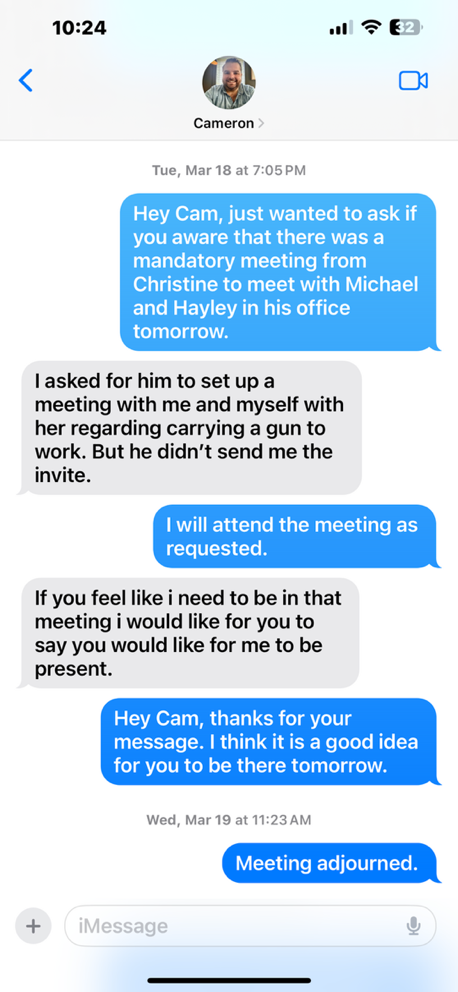 10:24
32
Cameron
Tue, Mar 18 at 7:05 PM
Hey Cam, just wanted to ask if
you aware that there was a
mandatory meeting from
Christine to meet with Michael
and Hayley in his office
tomorrow.
I asked for him to set up a
meeting with me and myself with
her regarding carrying a gun to
work. But he didn’t send me the
invite.
I will attend the meeting as
requested.
If you feel like i need to be in that
meeting i would like for you to
say you would like for me to be
present.
Hey Cam, thanks for your
message. I think it is a good idea
for you to be there tomorrow.
Wed, Mar 19 at 11:23 AM
Meeting adjourned.
iMessage